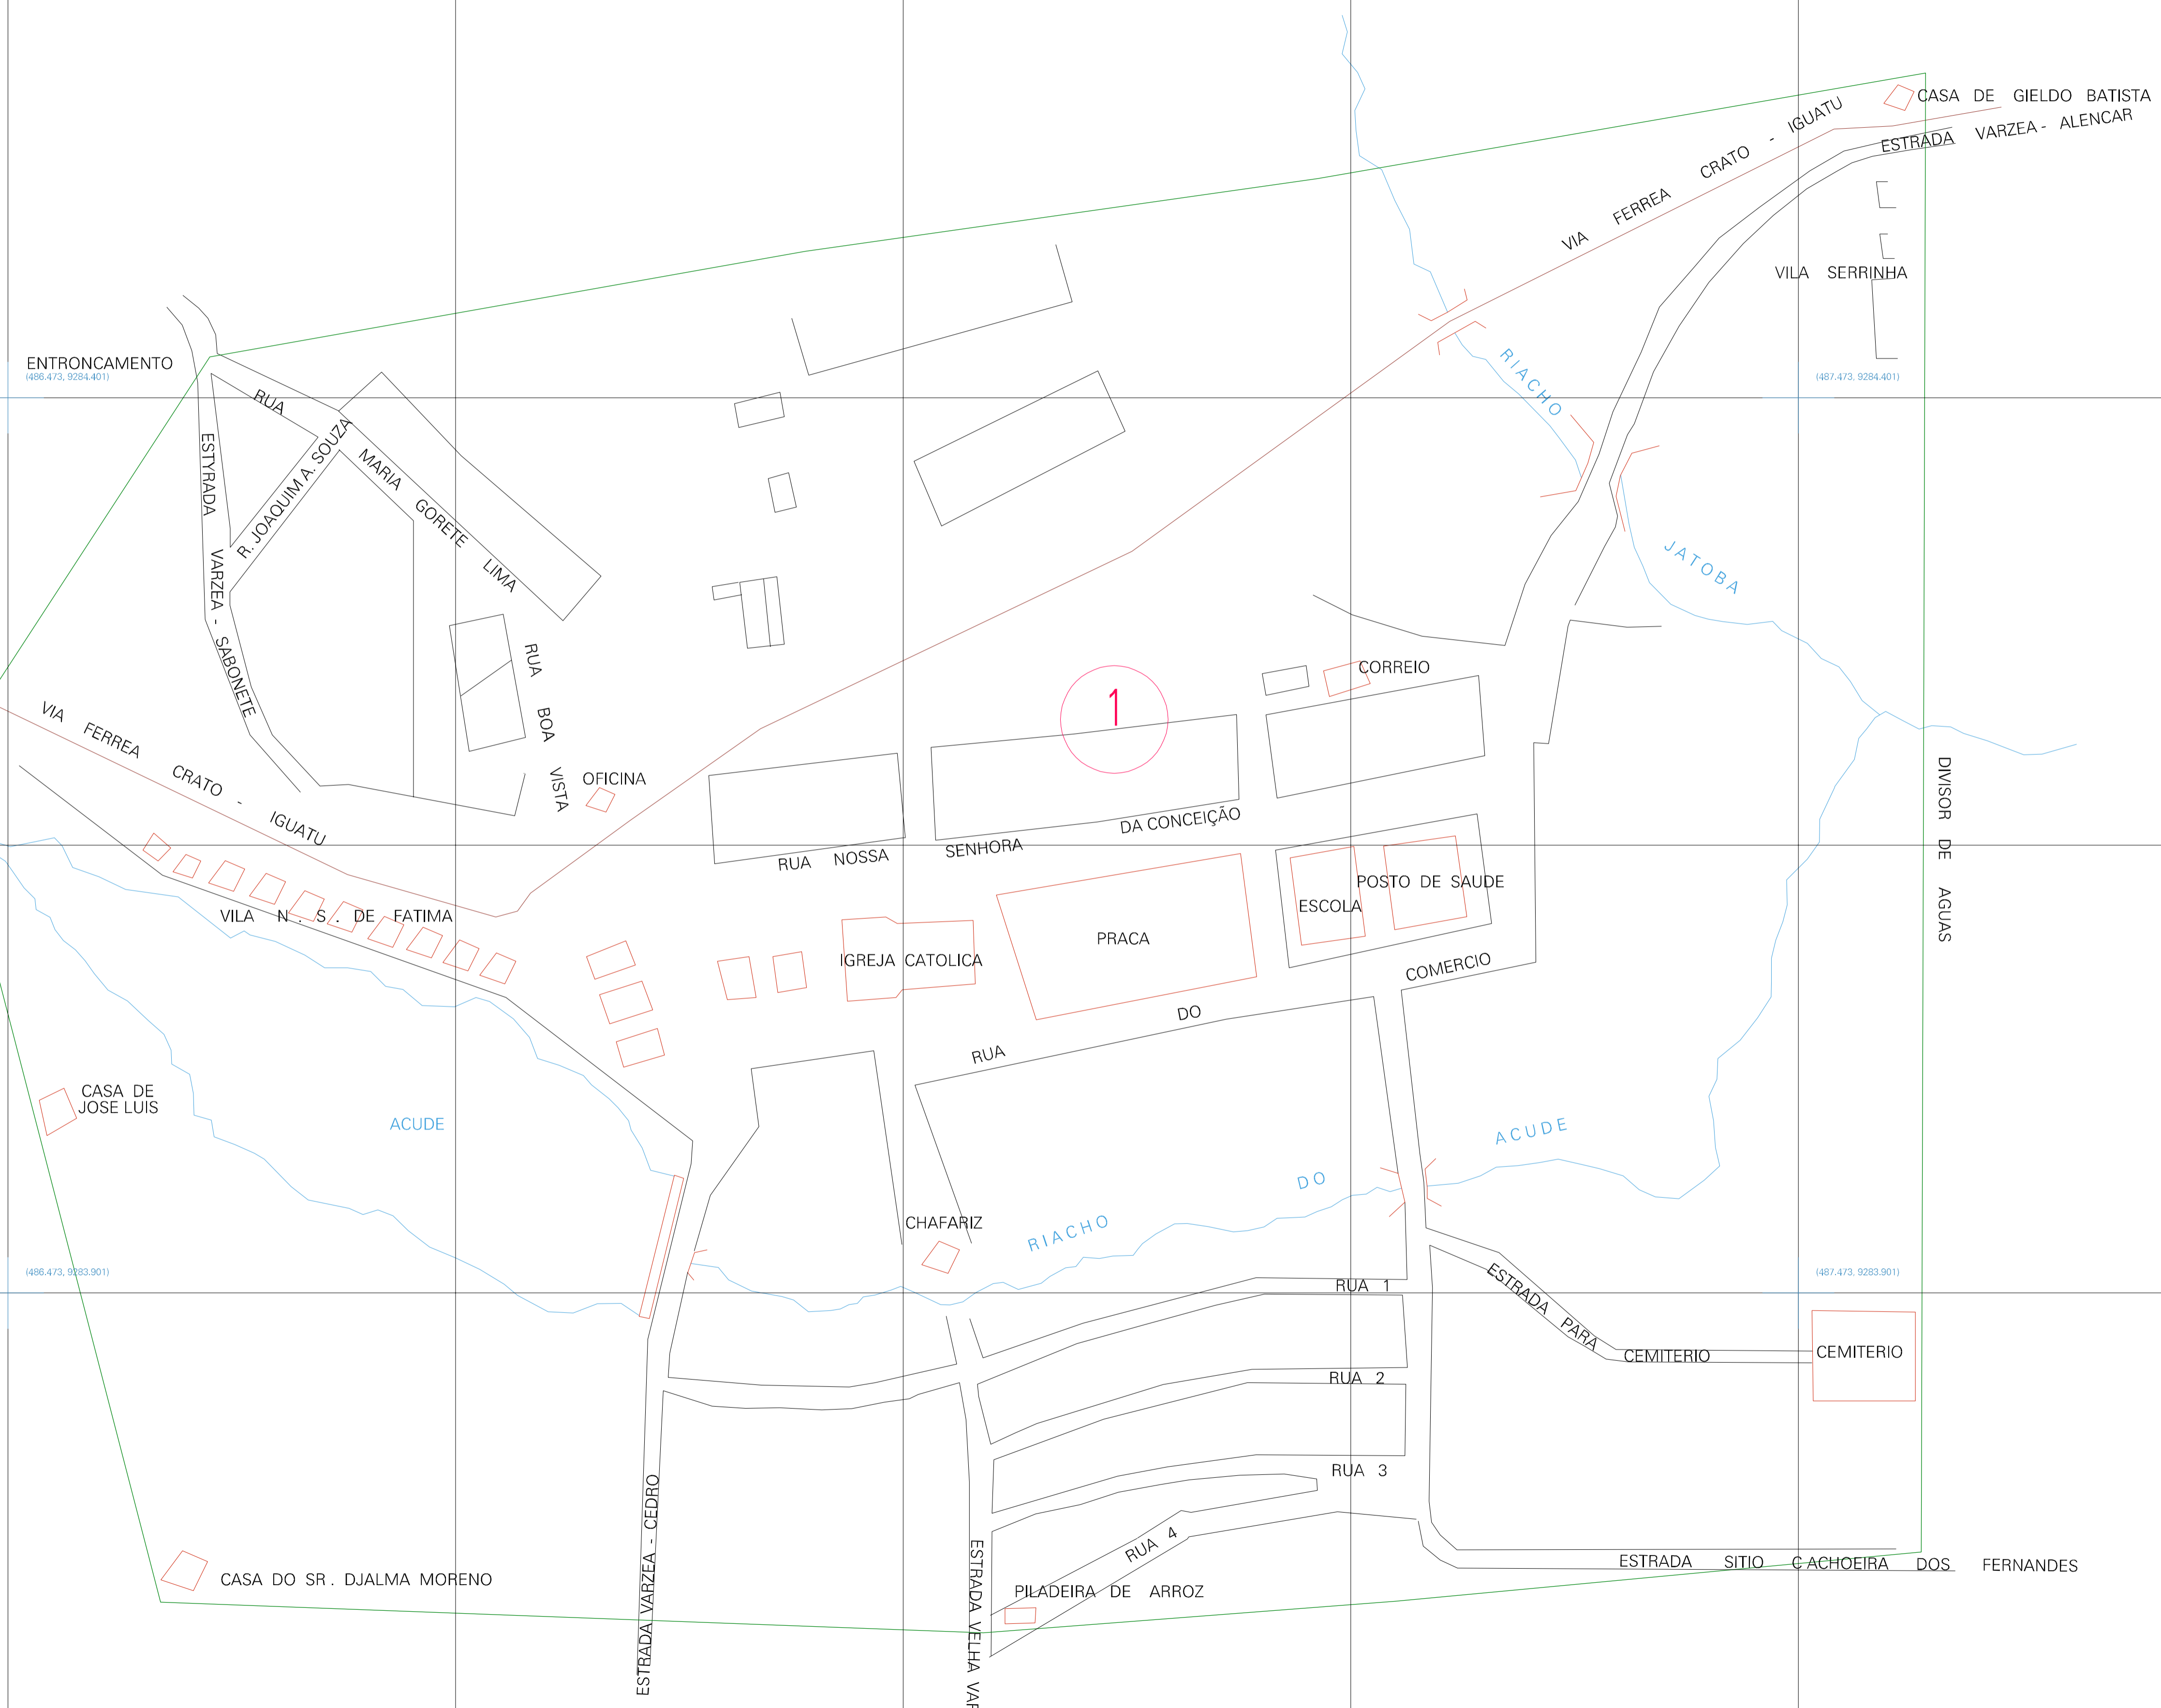 CASA DE GIELDO BATISTA
VIA FERREA CRATO - IGUATU
ESTRADA VARZEA - ALENCAR
VILA SERRINHA
ENTRONCAMENTO
(486.473, 9284.401)
(487.473, 9284.401)
RIACHO JATOBA
RUA MARIA GORETE LIMA
R. JOAQUIM A. SOUZA
ESTYRADA VARZEA - SABONETE
RUA BOA VISTA
CORREIO
1
VIA FERREA CRATO - IGUATU
OFICINA
DIVISOR DE AGUAS
RUA NOSSA SENHORA DA CONCEIÇÃO
POSTO DE SAUDE
ESCOLA
VILA N. S. DE FATIMA
PRACA
IGREJA CATOLICA
RUA DO COMERCIO
CASA DE
JOSE LUIS
ACUDE
RIACHO DO ACUDE
CHAFARIZ
(486.473, 9283.901)
(487.473, 9283.901)
RUA 1
ESTRADA PARA CEMITERIO
CEMITERIO
RUA 2
RUA 3
RUA 4
ESTRADA VARZEA - CEDRO
ESTRADA VELHA
ESTRADA SITIO CACHOEIRA DOS FERNANDES
CASA DO SR. DJALMA MORENO
PILADEIRA DE ARROZ